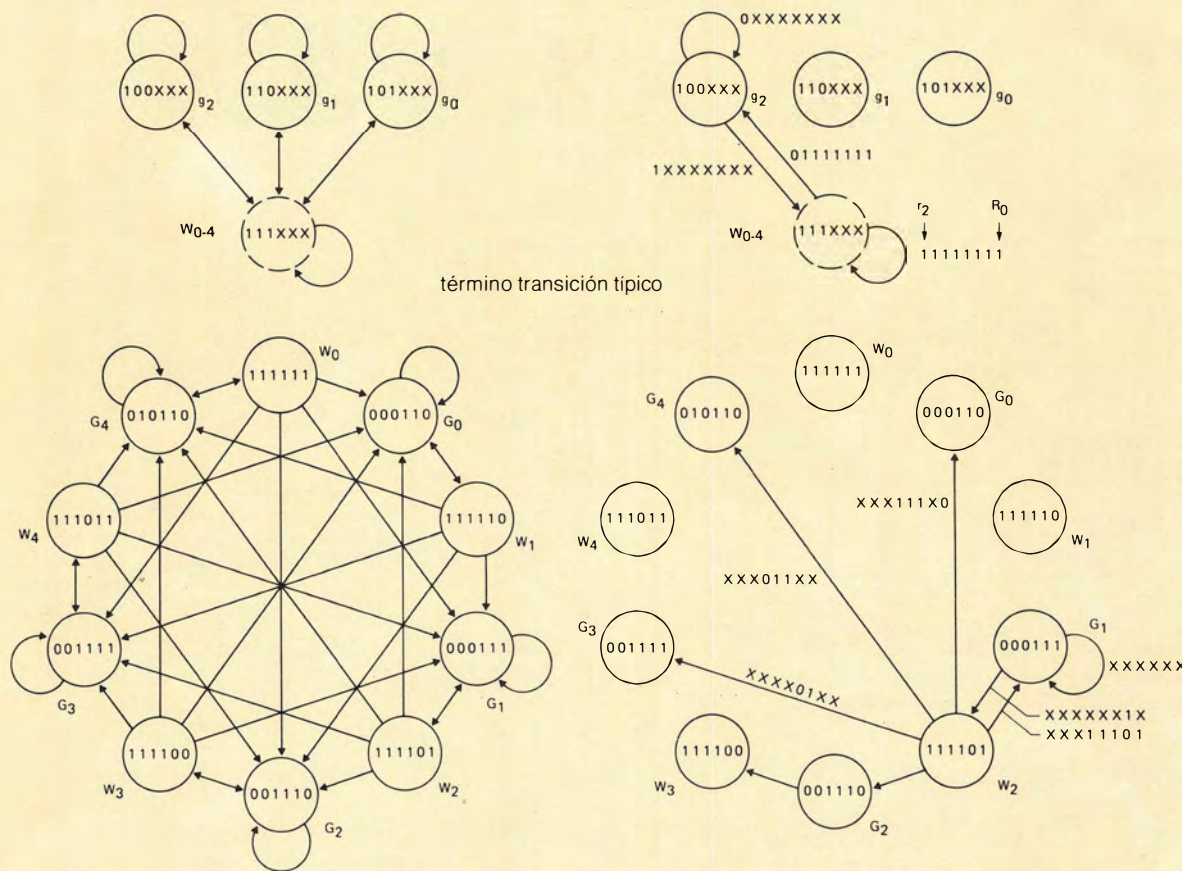 0XXXXXXX
100XXX g2
110XXX g1
101XXX g0
100XXX g2
110XXX g1
101XXX g0
1XXXXXXX
01111111
W0-4
111XXX
W0-4
111XXX
r2 R0
11111111
término transición típico
W0
111111
G4
010110
000110
G0
W4
111011
111110
W1
001111
G3
000111
G1
111100
W3
111101
W2
001110
G2
W0
111111
G4
010110
G0
000110
XXX111X0
W4
111011
111110
W1
XXX011XX
G3
001111
G1
000111
XXXXXX
XXXX01XX
XXXXXX1X
XXX11101
111100
W3
001110
G2
111101
W2